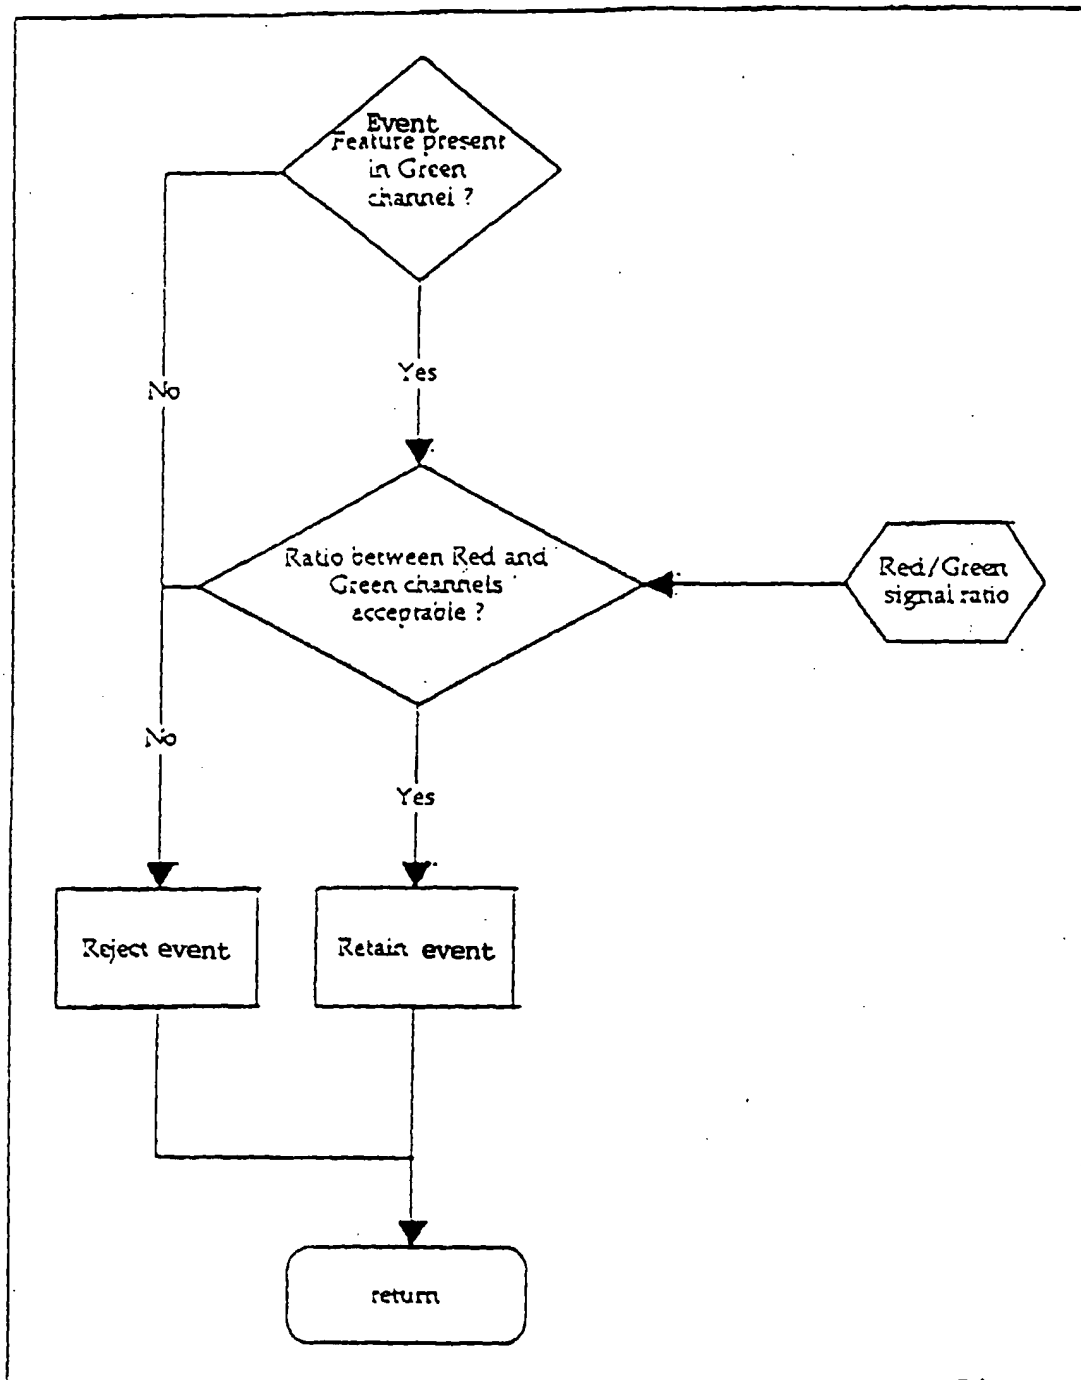 Event
Feature present
in Green
channel ?
Yes
No
Ratio between Red and
Green channels
acceptable ?
Red/Green
signal ratio
No
Yes
Reject event
Retain event
return